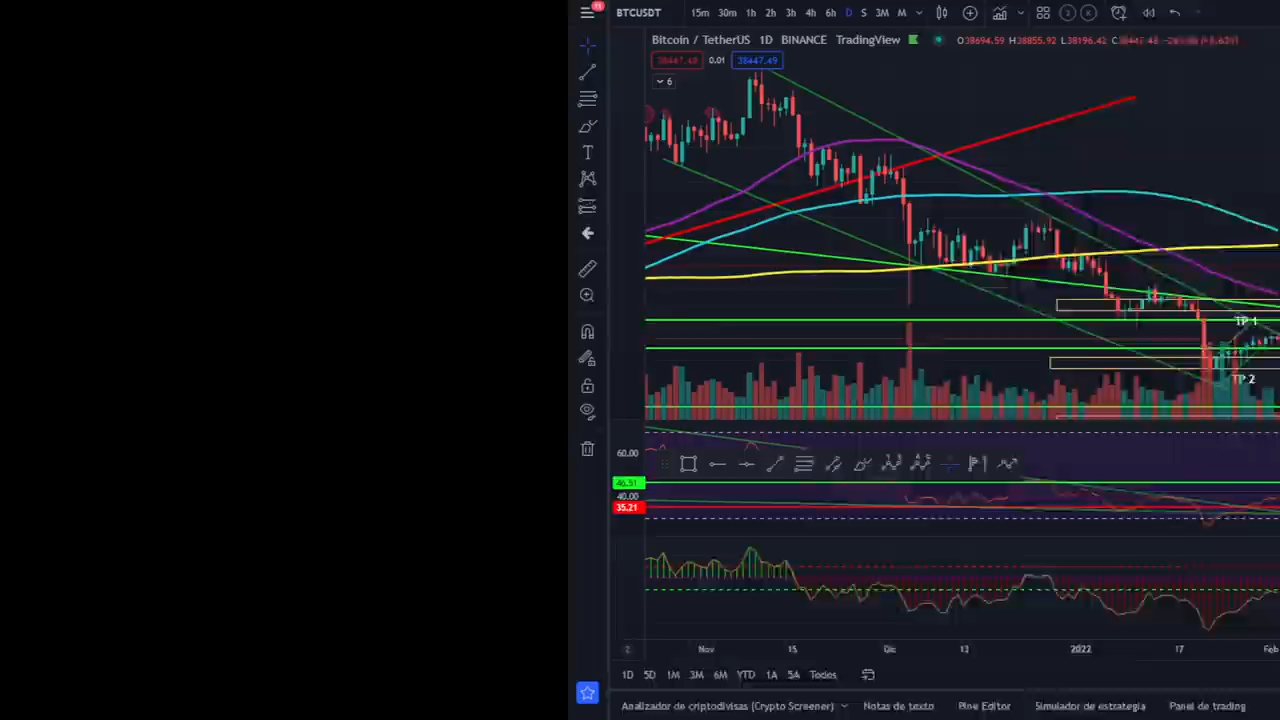 11
BTCUSDT 15m 30m 1h 2h 3h 4h 6h D S 3M M
Bitcoin / TetherUS 1D BINANCE TradingView O38694.59 H38855.92 L38196.42
38447.48 0.01 38447.49
6
T
TP 1
TP 2
60.00
46.51
40.00
35.21
Nov 15 Dic 13 2022 17 Feb
1D 5D 1M 3M 6M YTD 1A 5A Todos
Analizador de criptodivisas (Crypto Screener) Notas de texto Pine Editor Simulador de estrategia Panel de trading